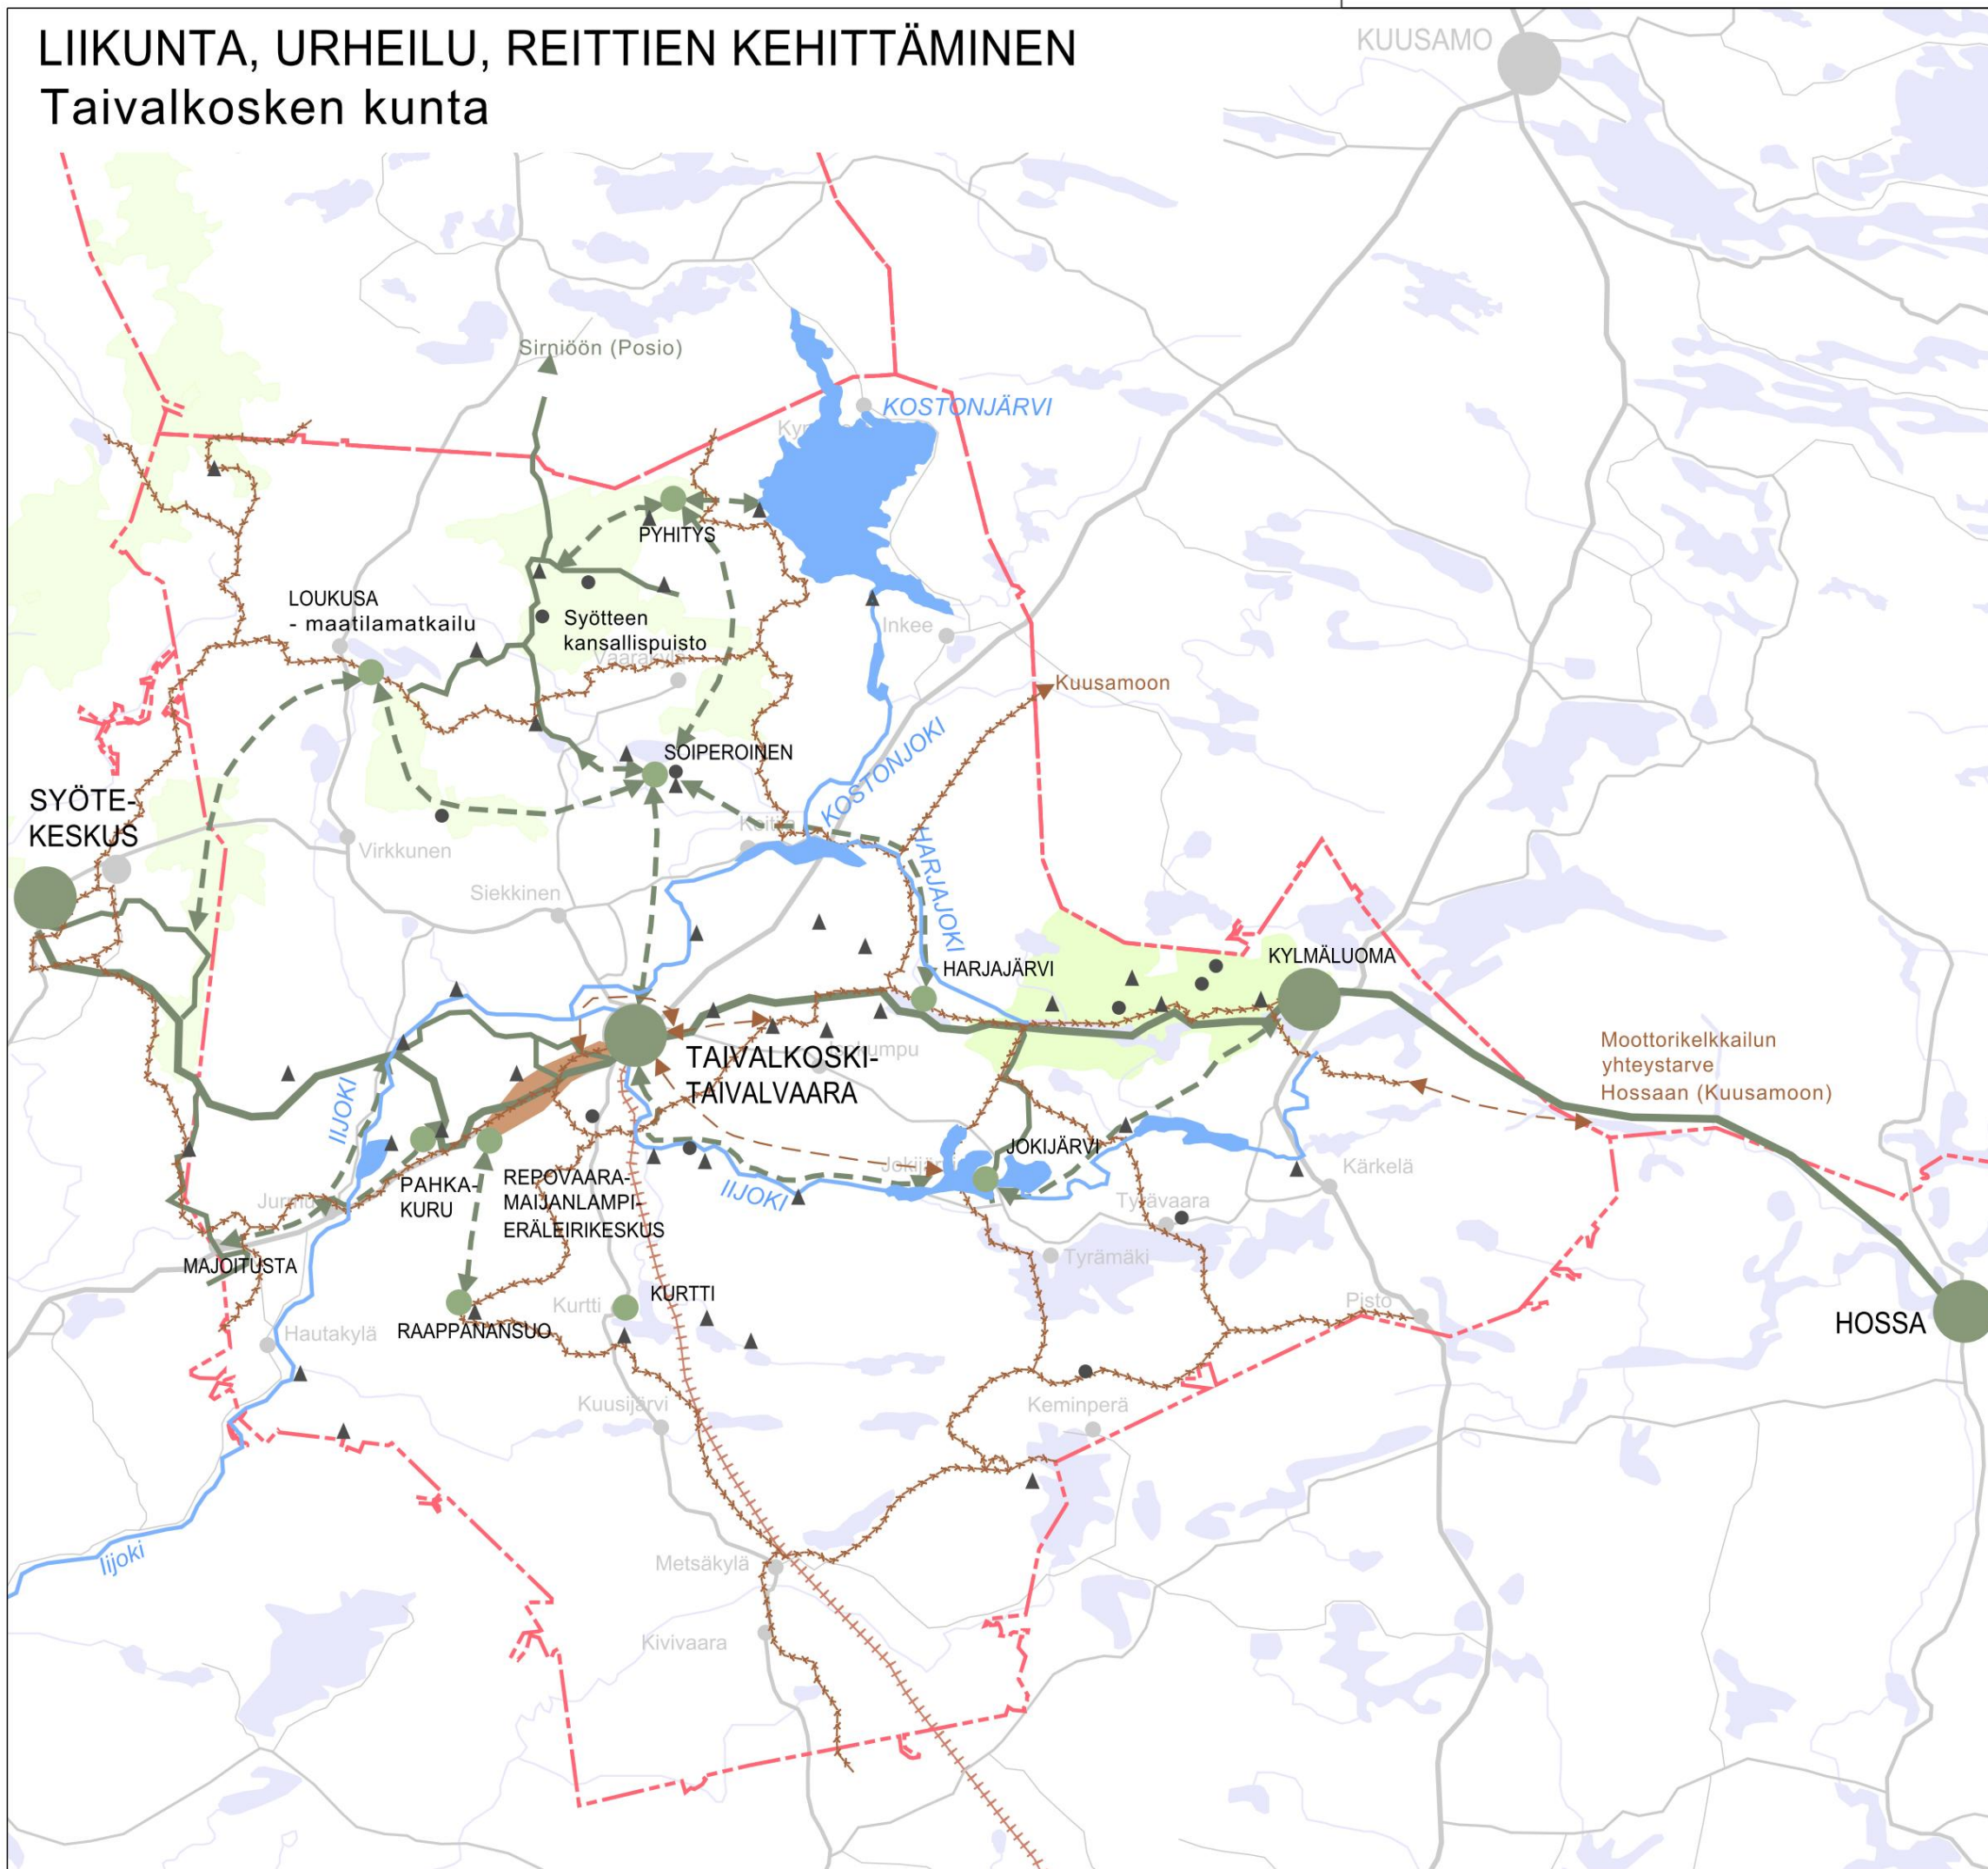 LIIKUNTA, URHEILU, REITTIEN KEHITTÄMINEN
Taivalkosken kunta
KUUSAMO
Sirniöön (Posio)
KOSTONJÄRVI
PYHITYS
LOUKUSA
- maatilamatkailu
Syötteen
kansallispuisto
Vaarakylä
Inkee
Kuusamoon
SOIPEROINEN
KOSTONJOKI
SYÖTE-
KESKUS
Virkkunen
HARJAJOKI
Siekkinen
HARJAJÄRVI
KYLMÄLUOMA
TAIVALKOSKI-
TAIVALVAARA
Moottorikelkkailun
yhteystarve
Hossaan (Kuusamoon)
IIJOKI
JOKIJÄRVI
Jokijärvi
Kärkelä
PAHKA-
KURU
REPOVAARA-
MAIJANLAMPI-
ERÄLEIRIKESKUS
IIJOKI
Tyrävaara
Tyrämäki
MAJOITUSTA
KURTTI
Kurtti
RAAPPANANSUO
Hautakylä
Pisto
HOSSA
Kuusijärvi
Keminperä
Iijoki
Metsäkylä
Kivivaara